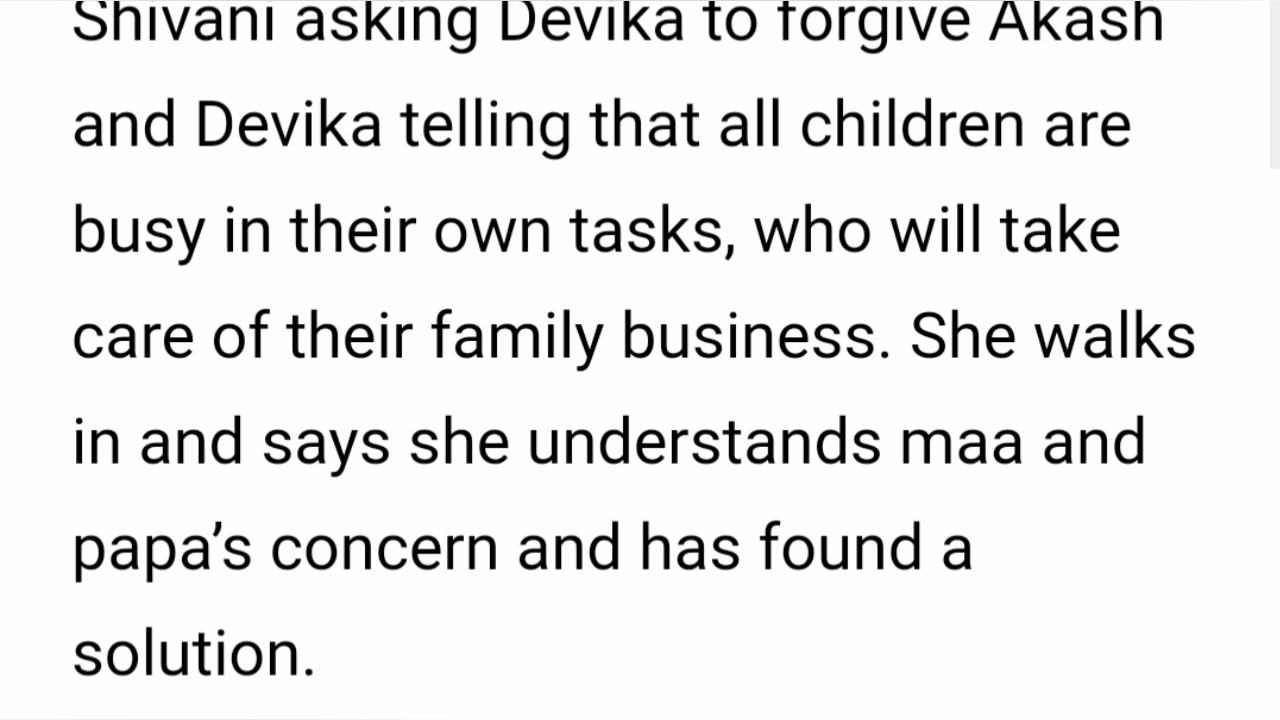 Shivani asking Devika to forgive Akash
and Devika telling that all children are
busy in their own tasks, who will take
care of their family business. She walks
in and says she understands maa and
papa’s concern and has found a
solution.